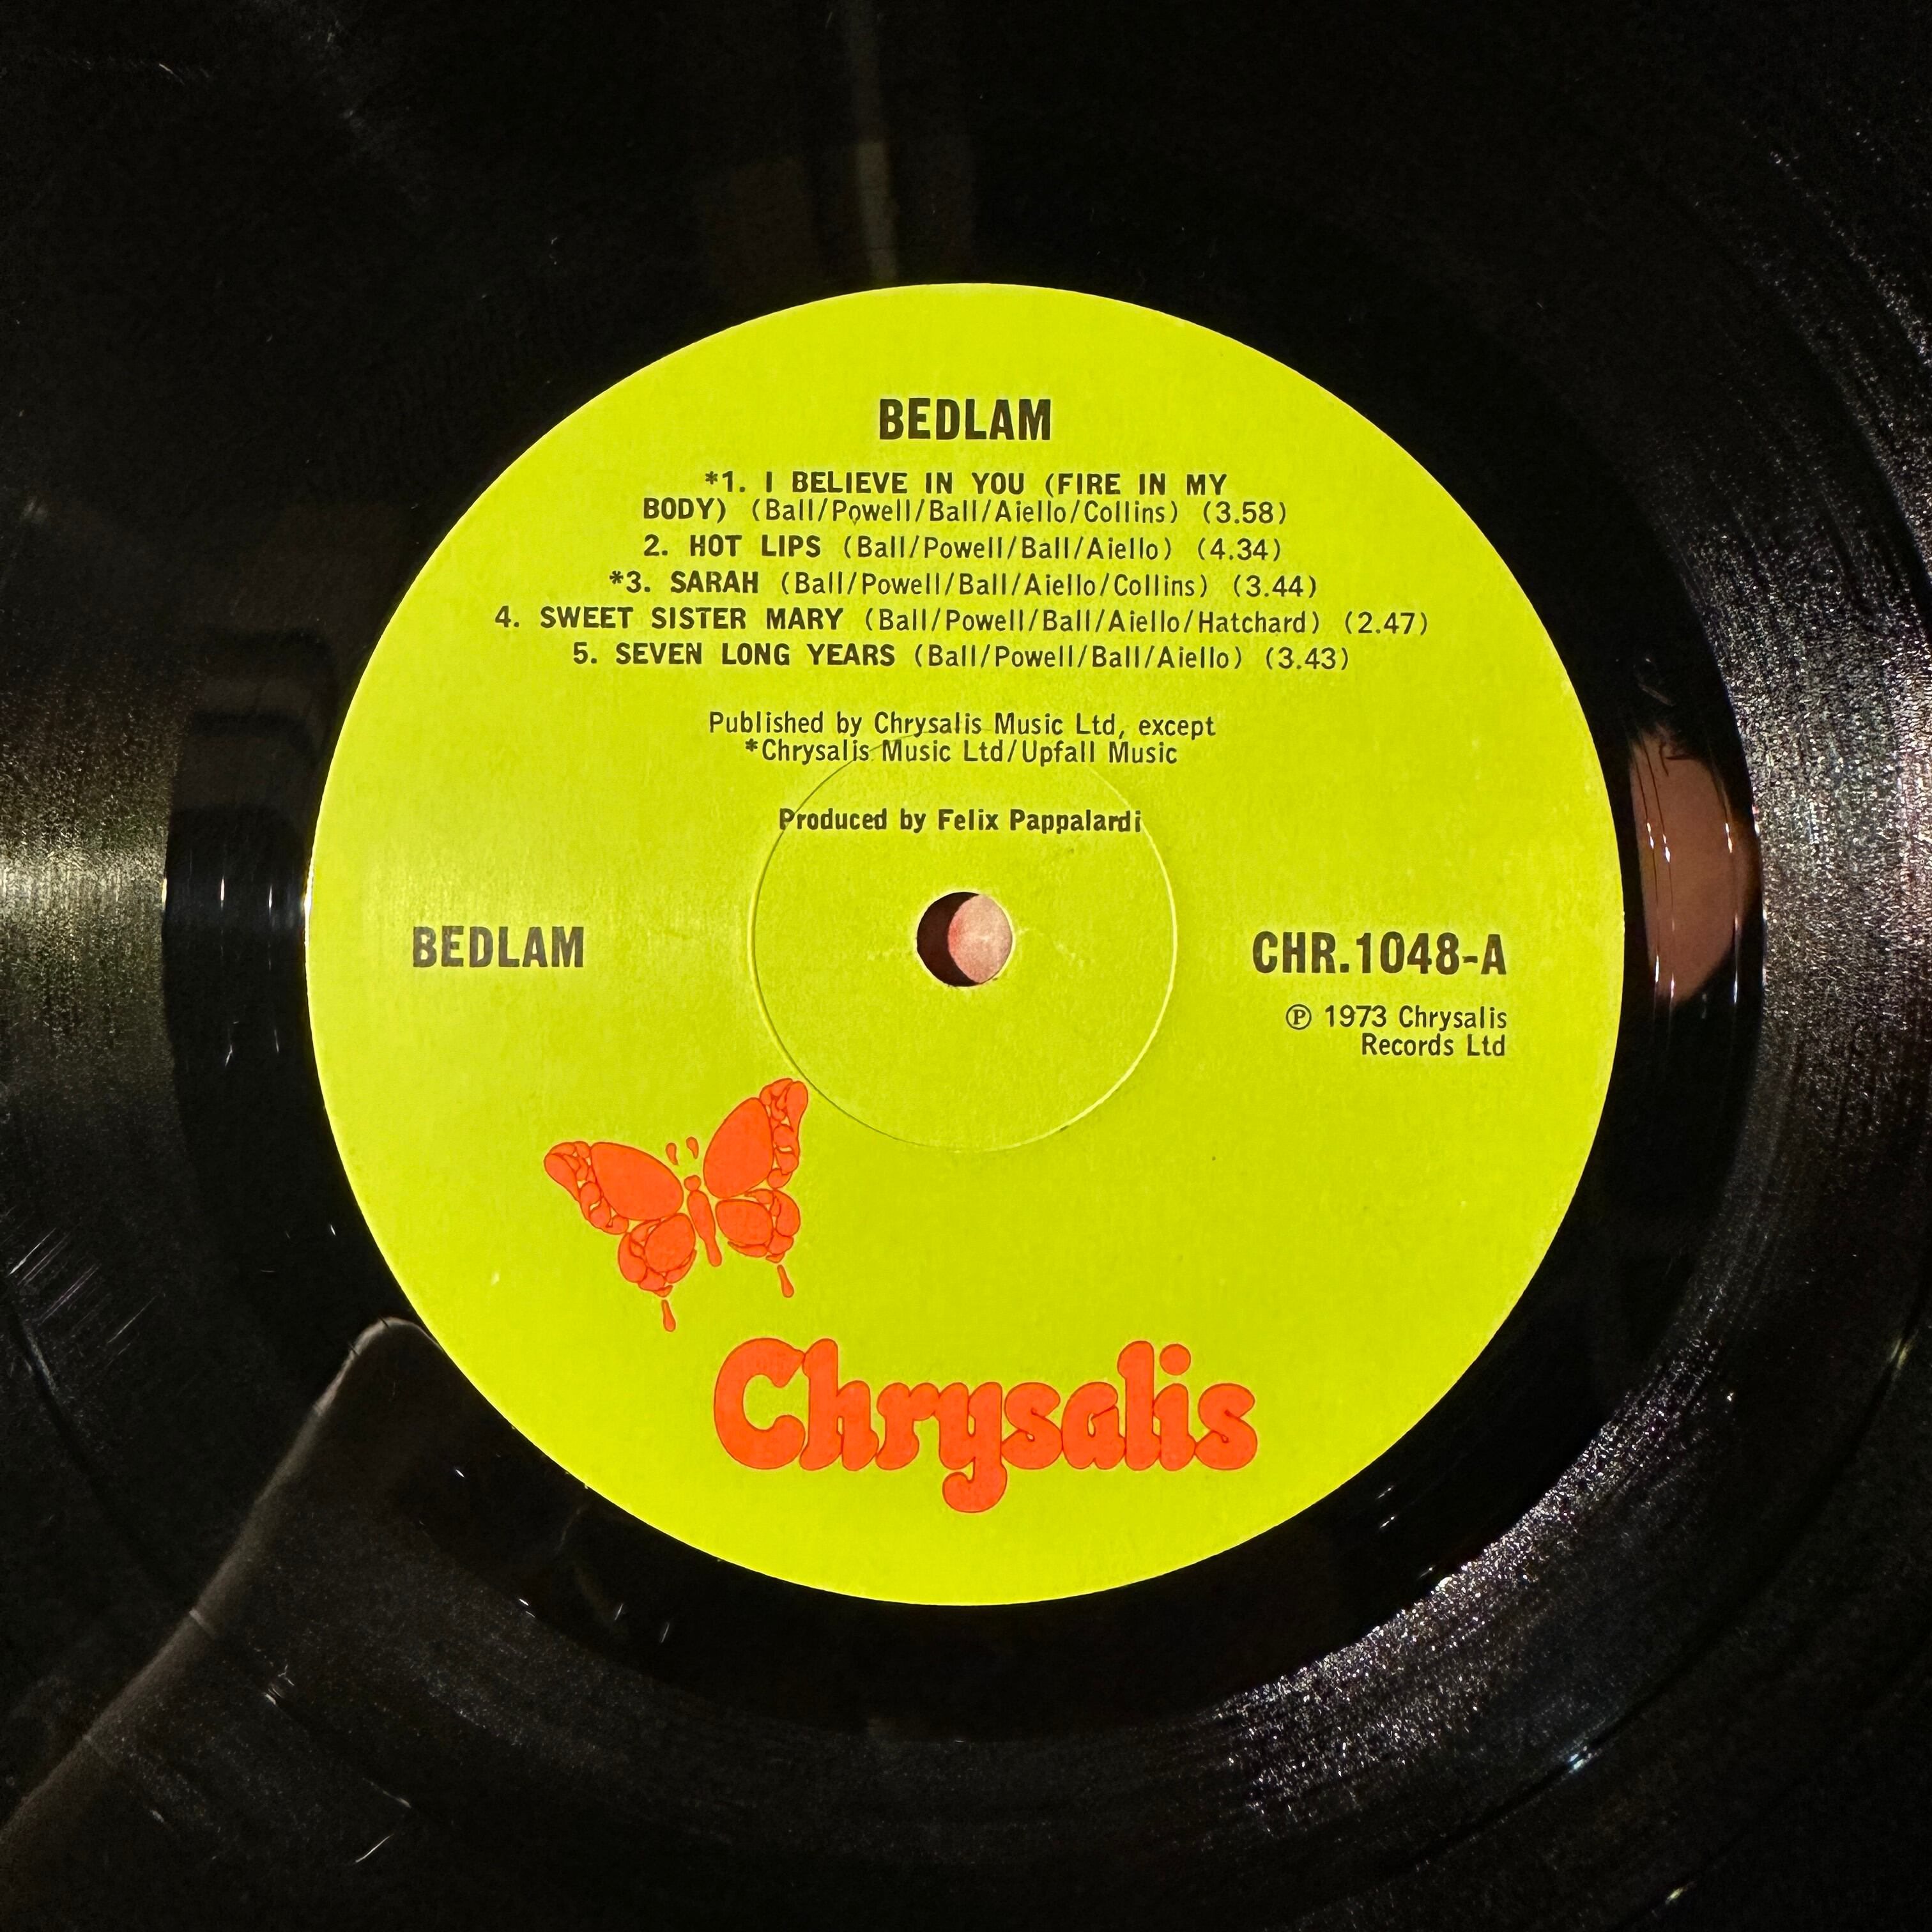 BEDLAM
*1. I BELIEVE IN YOU (FIRE IN MY
BODY) (Ball/Powell/Ball/Aiello/Collins) (3.58)
2. HOT LIPS (Ball/Powell/Ball/Aiello) (4.34)
*3. SARAH (Ball/Powell/Ball/Aiello/Collins) (3.44)
4. SWEET SISTER MARY (Ball/Powell/Ball/Aiello/Hatchard) (2.47)
5. SEVEN LONG YEARS (Ball/Powell/Ball/Aiello) (3.43)
Published by Chrysalis Music Ltd, except
*Chrysalis Music Ltd/Upfall Music
Produced by Felix Pappalardi
BEDLAM
CHR.1048-A
℗ 1973 Chrysalis
Records Ltd
Chrysalis